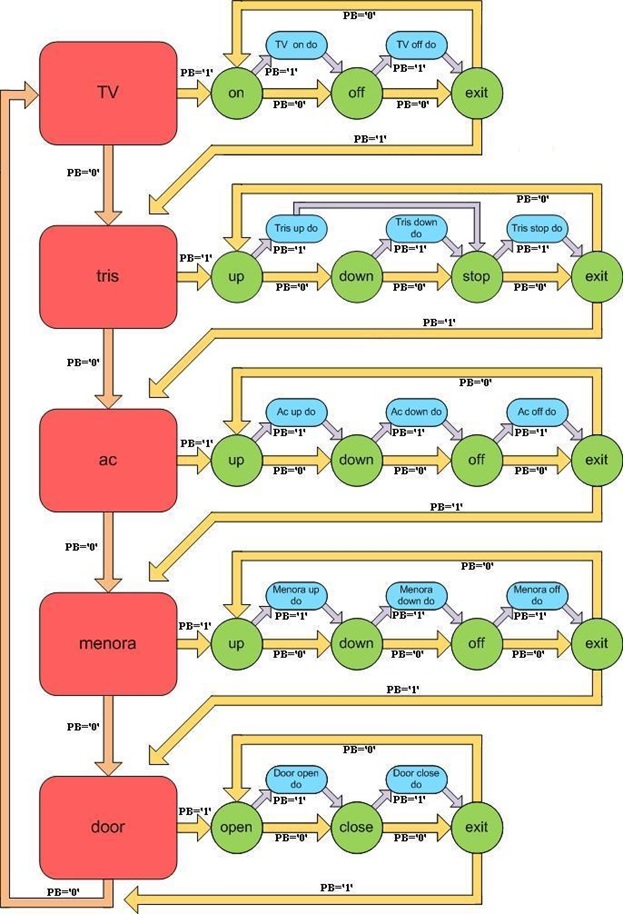 PB='0'
TV on do
TV off do
PB='1'
PB='1'
PB='1'
TV
on
off
exit
PB='0'
PB='0'
PB='1'
PB='0'
PB='0'
Tris up do
Tris down
do
Tris stop do
PB='1'
PB='1'
PB='1'
PB='1'
tris
up
down
stop
exit
PB='0'
PB='0'
PB='0'
PB='1'
PB='0'
PB='0'
Ac up do
Ac down do
Ac off do
PB='1'
PB='1'
PB='1'
PB='1'
ac
up
down
off
exit
PB='0'
PB='0'
PB='0'
PB='1'
PB='0'
PB='0'
Menora up
do
Menora
down do
Menora off
do
PB='1'
PB='1'
PB='1'
PB='1'
menora
up
down
off
exit
PB='0'
PB='0'
PB='0'
PB='1'
PB='0'
PB='0'
Door open
do
Door close
do
PB='1'
PB='1'
PB='1'
door
open
close
exit
PB='0'
PB='0'
PB='0'
PB='1'